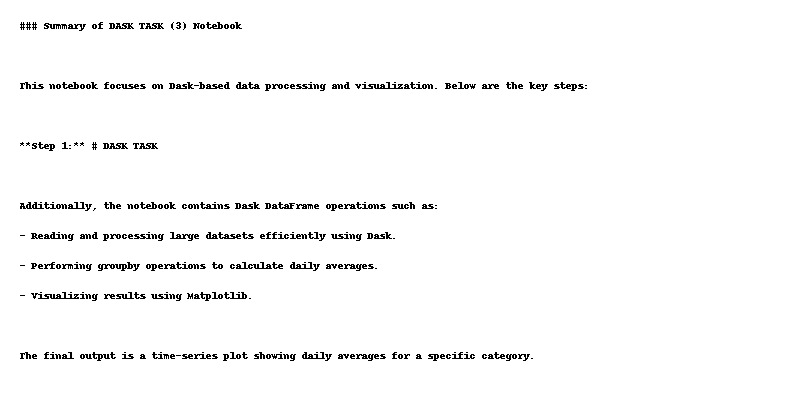 ### Summary of DASK TASK (3) Notebook
This notebook focuses on Dask-based data processing and visualization. Below are the key steps:
**Step 1:** # DASK TASK
Additionally, the notebook contains Dask DataFrame operations such as:
- Reading and processing large datasets efficiently using Dask.
- Performing groupby operations to calculate daily averages.
- Visualizing results using Matplotlib.
The final output is a time-series plot showing daily averages for a specific category.